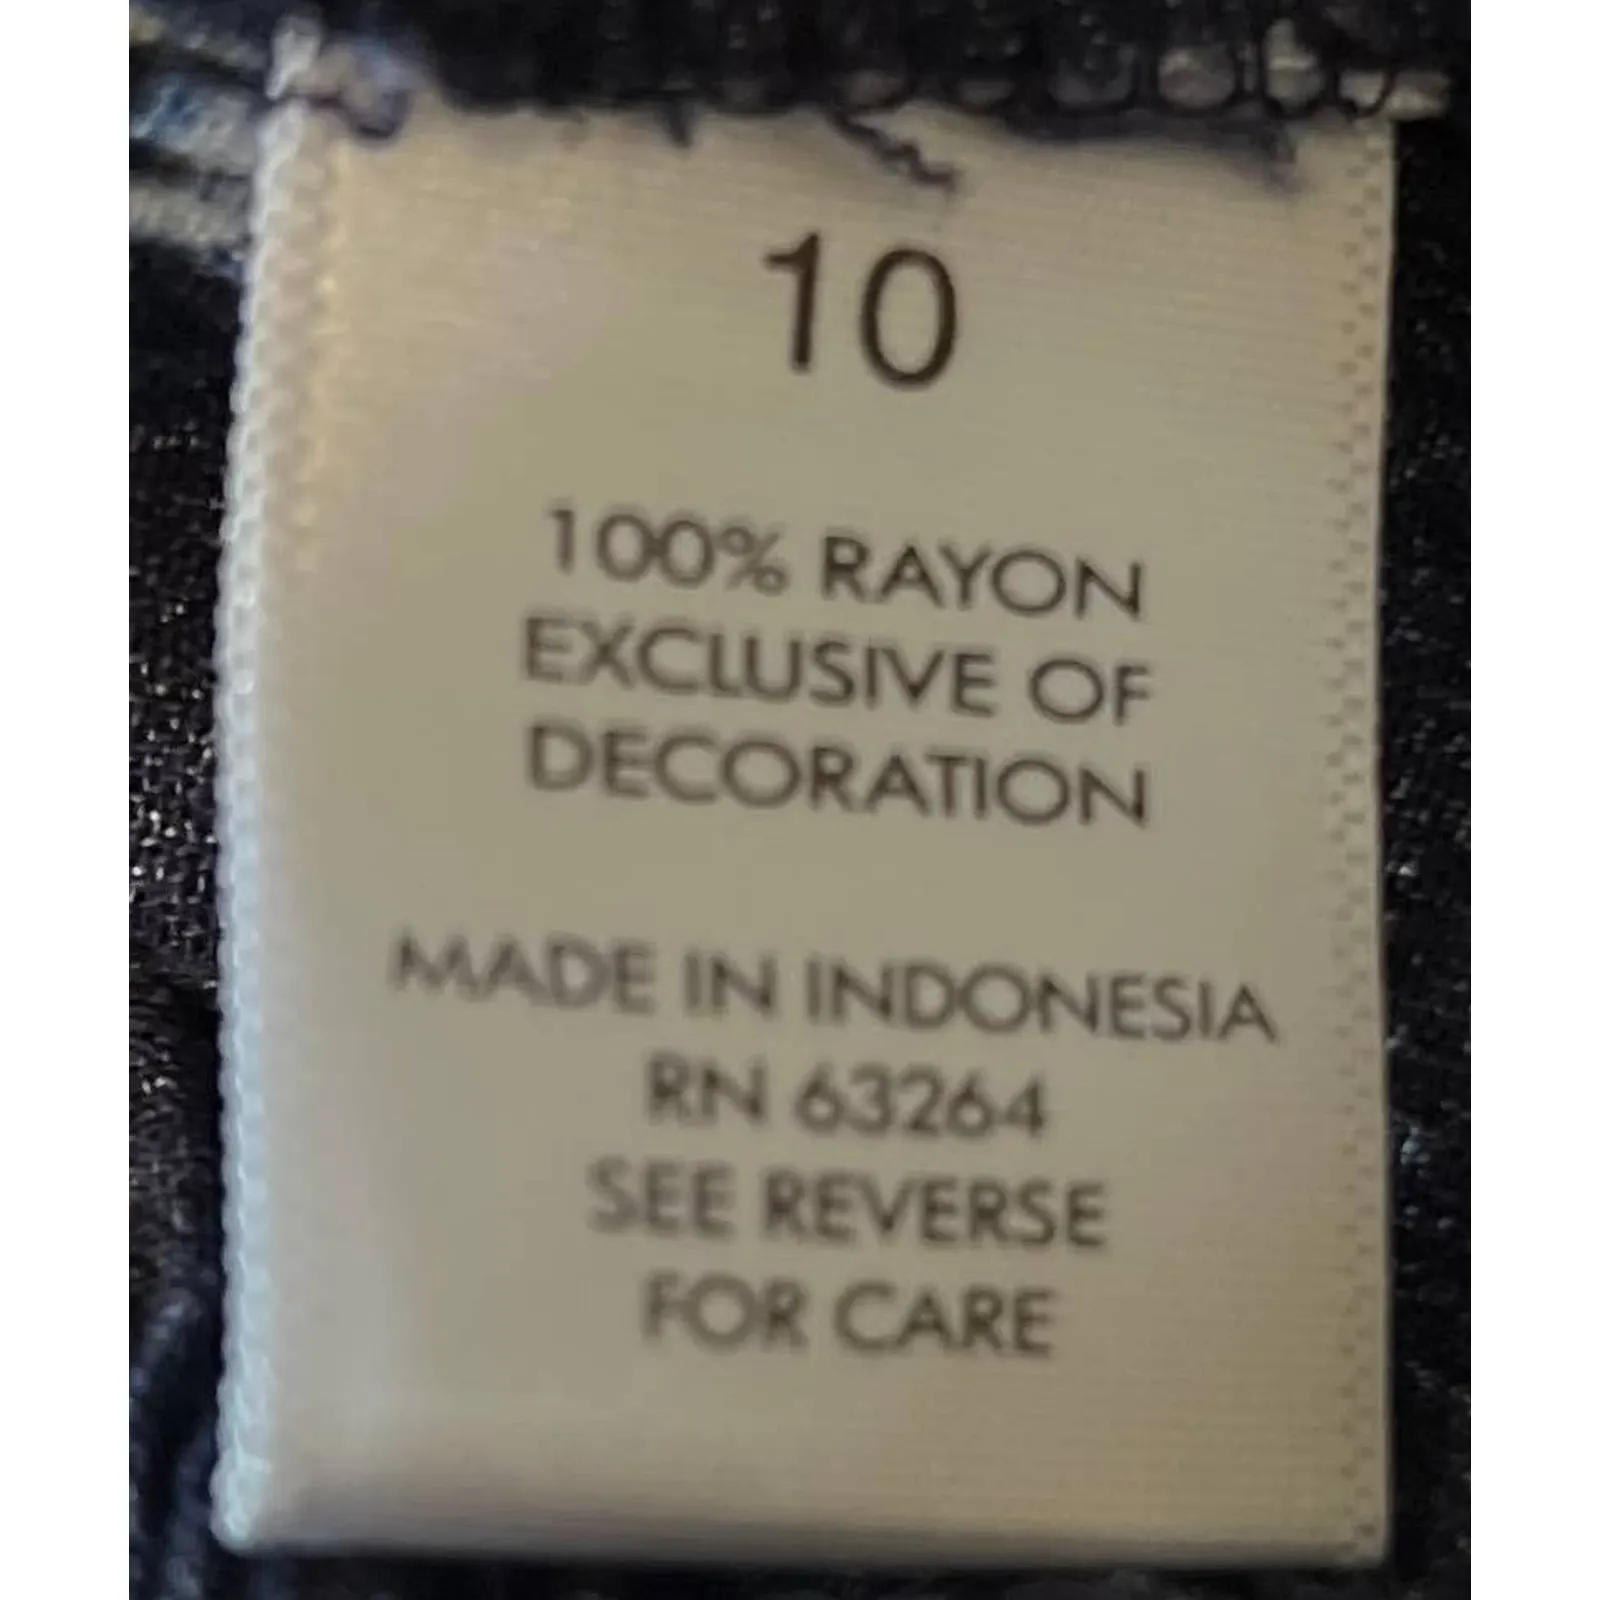 10
100% RAYON
EXCLUSIVE OF
DECORATION
MADE IN INDONESIA
RN 63264
SEE REVERSE
FOR CARE